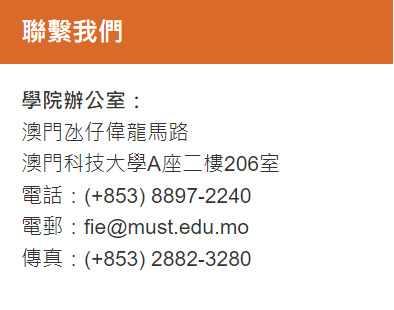 聯繫我們
學院辦公室：
澳門氹仔偉龍馬路
澳門科技大學A座二樓206室
電話：(+853) 8897-2240
電郵：fie@must.edu.mo
傳真：(+853) 2882-3280